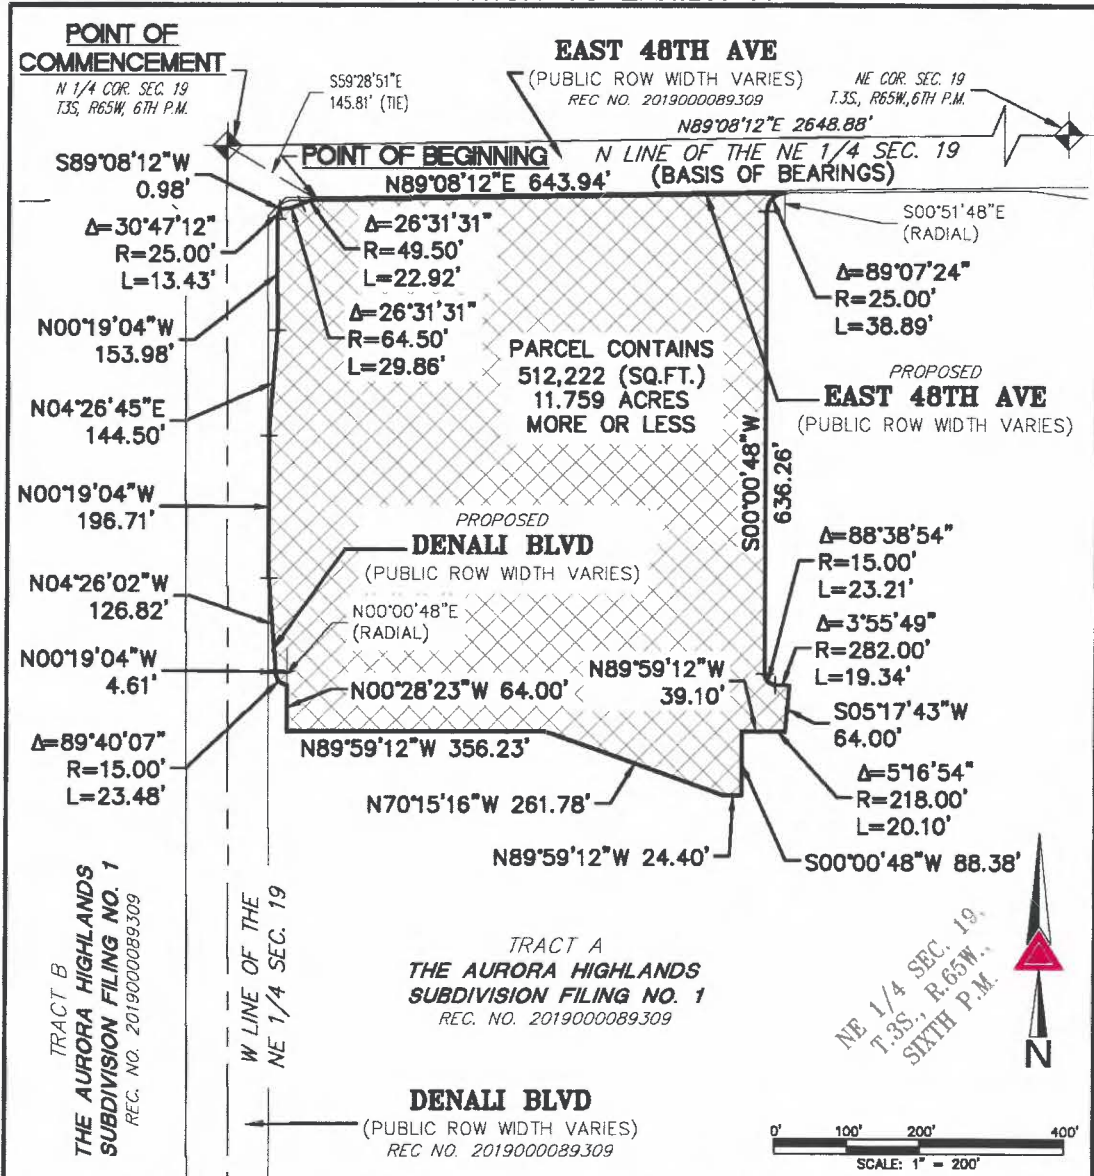 POINT OF
COMMENCEMENT
N 1/4 COR. SEC. 19
T.3S, R65W, 6TH P.M.
S59°28'51"E
145.81' (TIE)
EAST 48TH AVE
(PUBLIC ROW WIDTH VARIES)
REC NO. 2019000089309
NE COR. SEC. 19
T.3S., R65W.,6TH P.M.
N89°08'12"E 2648.88'
S89°08'12"W
0.98'
POINT OF BEGINNING
N LINE OF THE NE 1/4 SEC. 19
(BASIS OF BEARINGS)
N89°08'12"E 643.94'
S00°51'48"E
(RADIAL)
Δ=30°47'12"
R=25.00'
L=13.43'
Δ=26°31'31"
R=49.50'
L=22.92'
Δ=89°07'24"
R=25.00'
L=38.89'
Δ=26°31'31"
R=64.50'
L=29.86'
N00°19'04"W
153.98'
PARCEL CONTAINS
512,222 (SQ.FT.)
11.759 ACRES
MORE OR LESS
PROPOSED
EAST 48TH AVE
(PUBLIC ROW WIDTH VARIES)
N04°26'45"E
144.50'
N00°19'04"W
196.71'
S00°00'48"W
636.26'
PROPOSED
DENALI BLVD
(PUBLIC ROW WIDTH VARIES)
Δ=88°38'54"
R=15.00'
L=23.21'
N04°26'02"W
126.82'
N00°00'48"E
(RADIAL)
Δ=3°55'49"
R=282.00'
L=19.34'
N00°19'04"W
4.61'
N00°28'23"W 64.00'
N89°59'12"W
39.10'
S05°17'43"W
64.00'
Δ=89°40'07"
R=15.00'
L=23.48'
N89°59'12"W 356.23'
Δ=5°16'54"
R=218.00'
L=20.10'
N70°15'16"W 261.78'
N89°59'12"W 24.40'
S00°00'48"W 88.38'
TRACT B
THE AURORA HIGHLANDS
SUBDIVISION FILING NO. 1
REC. NO. 2019000089309
W LINE OF THE
NE 1/4 SEC. 19
TRACT A
THE AURORA HIGHLANDS
SUBDIVISION FILING NO. 1
REC. NO. 2019000089309
NE 1/4 SEC. 19,
T.3S., R.65W.,
SIXTH P.M.
N
DENALI BLVD
(PUBLIC ROW WIDTH VARIES)
REC NO. 2019000089309
0' 100' 200' 400'
SCALE: 1" = 200'